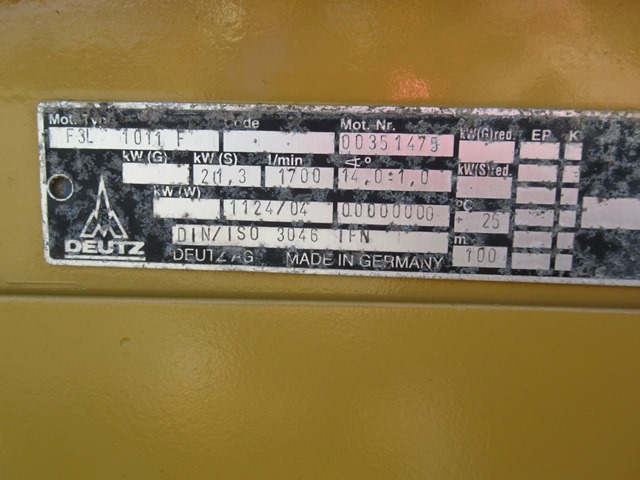 Mot. Type Code Mot. Nr. kW(G)red. EP K
F3L 1011 F 00351475
kW(G) kW(S) 1/min ∢° kW(S)red.
21,3 1700 14,0:1,0
kW(W) °C
1124/04 00000000 + 25
DIN/ISO 3046 IFN m
DEUTZ DEUTZ AG MADE IN GERMANY 100